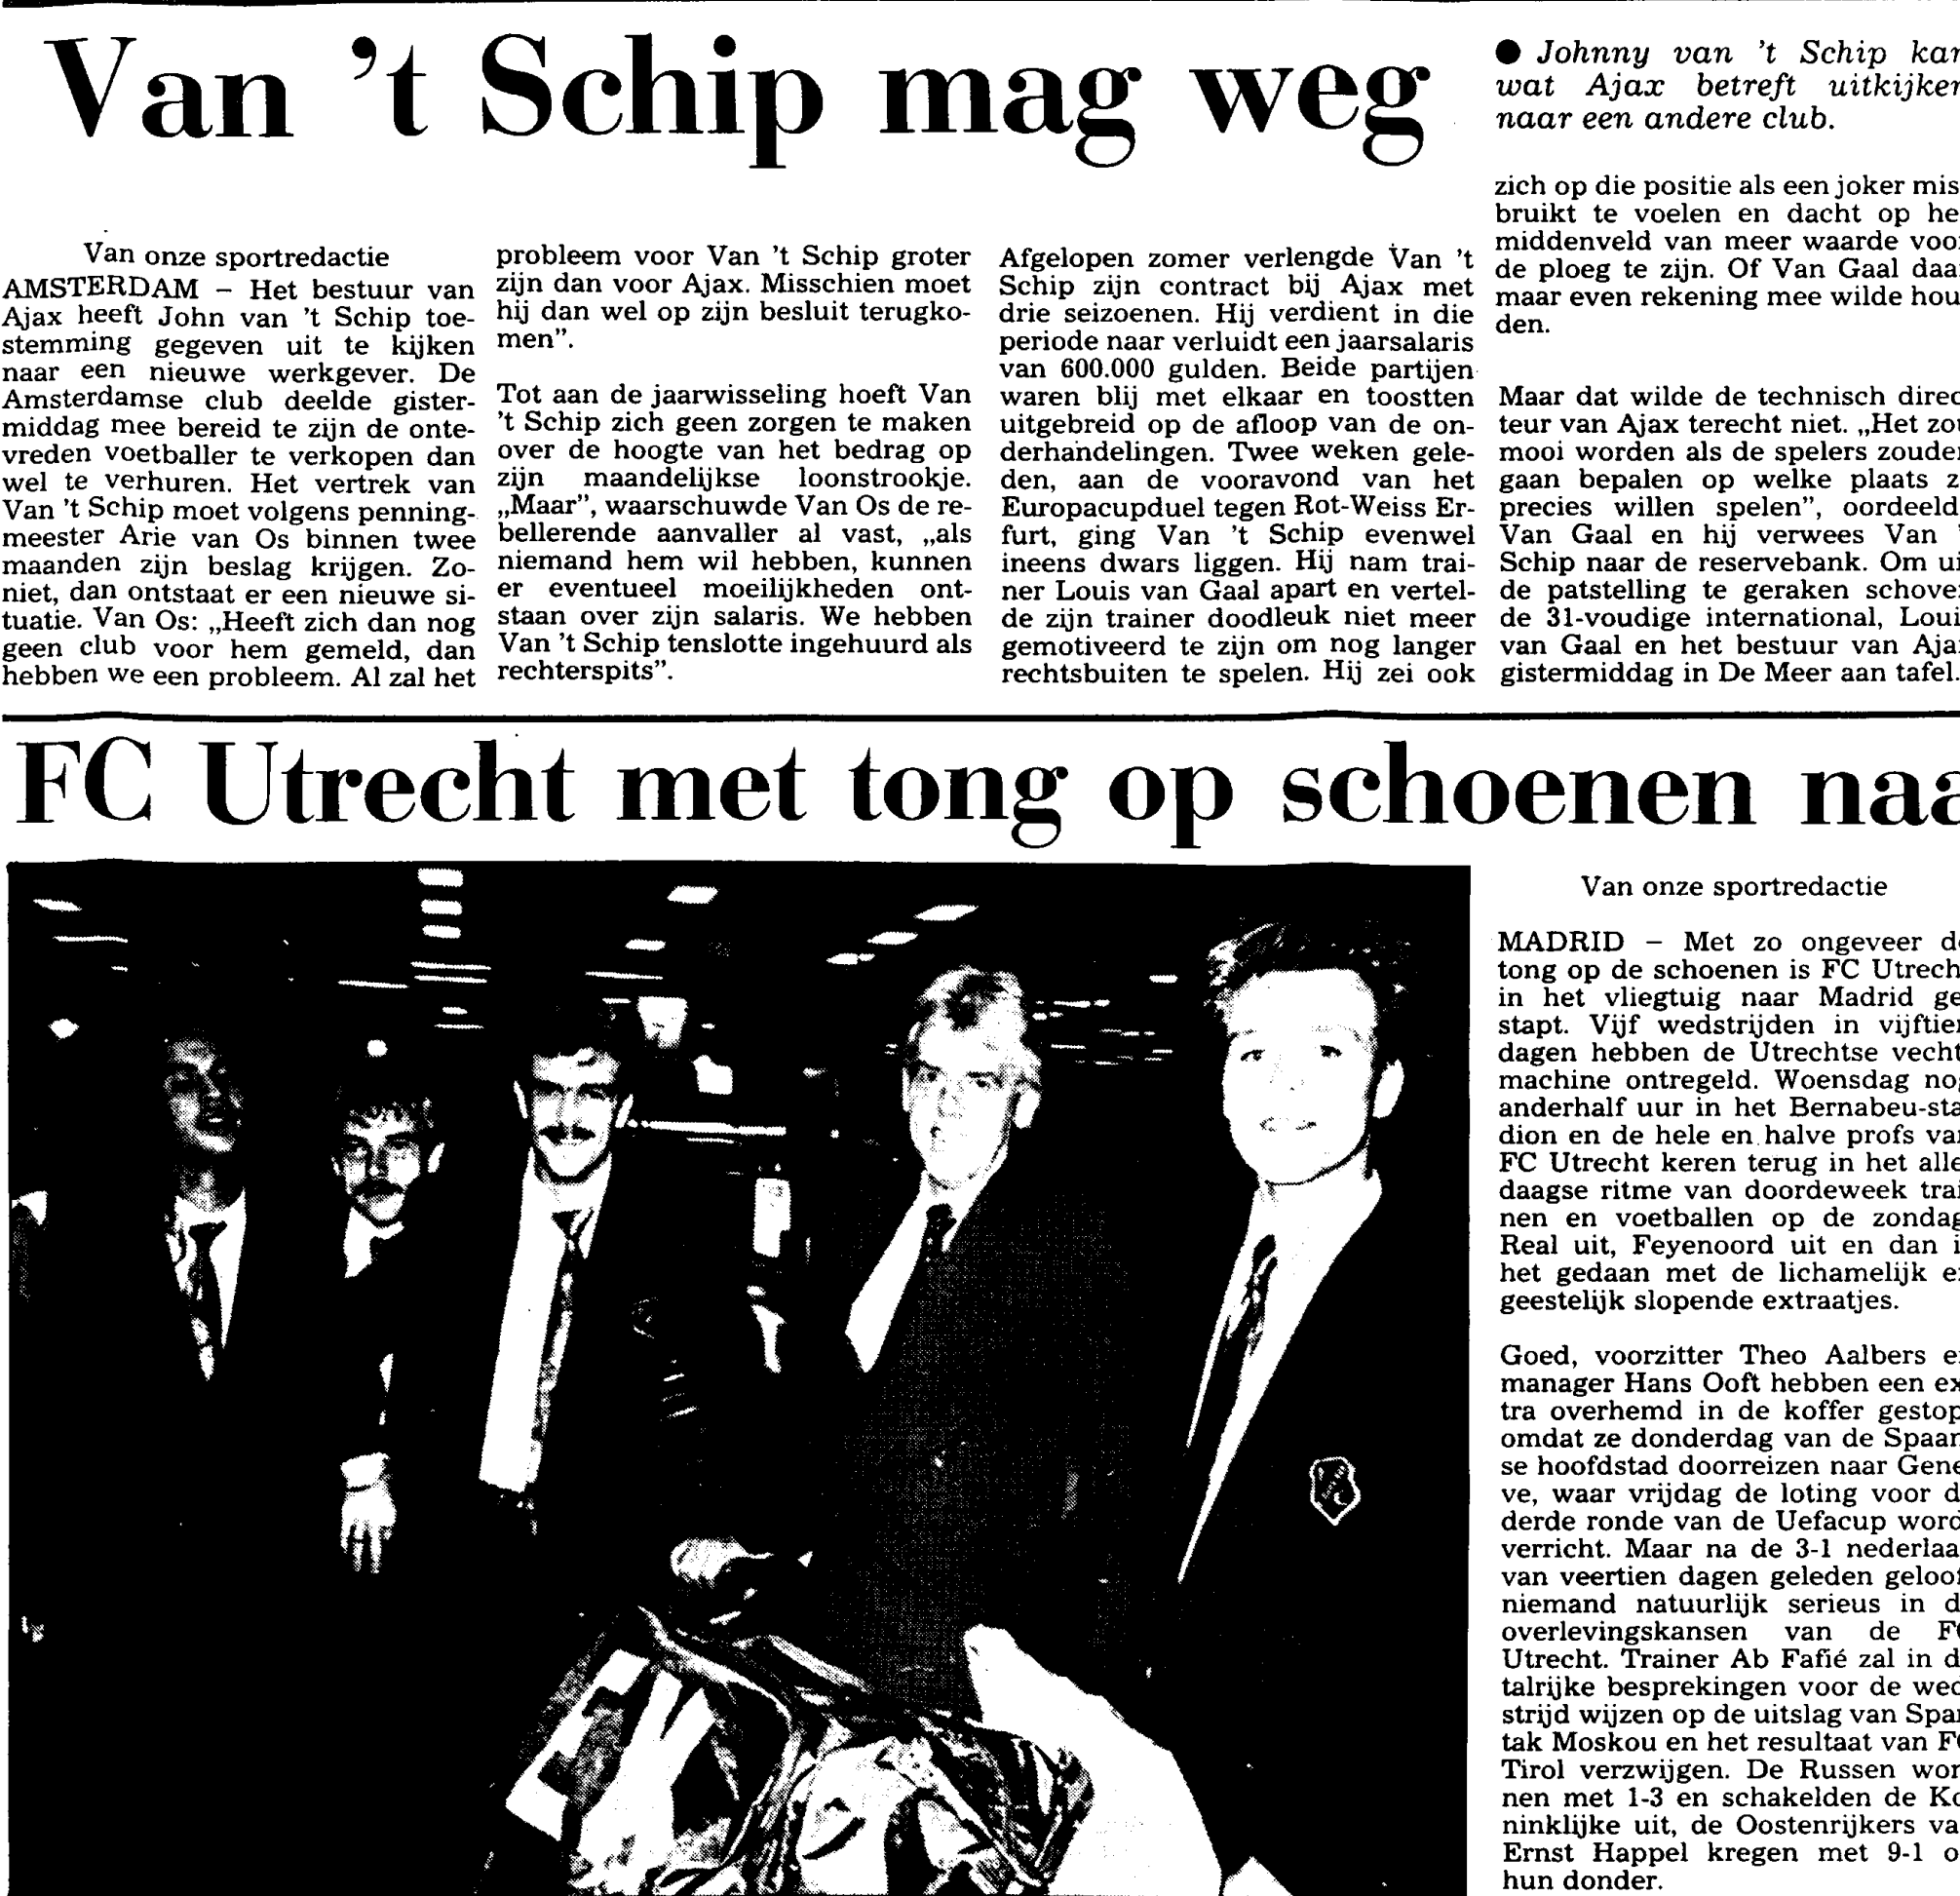 Van 't Schip mag weg
Van onze sportredactie
AMSTERDAM – Het bestuur van
Ajax heeft John van 't Schip toe-
stemming gegeven uit te kijken
naar een nieuwe werkgever. De
Amsterdamse club deelde gister-
middag mee bereid te zijn de onte-
vreden voetballer te verkopen dan
wel te verhuren. Het vertrek van
Van 't Schip moet volgens penning-
meester Arie van Os binnen twee
maanden zijn beslag krijgen. Zo-
niet, dan ontstaat er een nieuwe si-
tuatie. Van Os: „Heeft zich dan nog
geen club voor hem gemeld, dan
hebben we een probleem. Al zal het
probleem voor Van 't Schip groter
zijn dan voor Ajax. Misschien moet
hij dan wel op zijn besluit terugko-
men”.
Tot aan de jaarwisseling hoeft Van
't Schip zich geen zorgen te maken
over de hoogte van het bedrag op
zijn maandelijkse loonstrookje.
„Maar”, waarschuwde Van Os de re-
bellerende aanvaller al vast, „als
niemand hem wil hebben, kunnen
er eventueel moeilijkheden ont-
staan over zijn salaris. We hebben
Van 't Schip tenslotte ingehuurd als
rechterspits”.
Afgelopen zomer verlengde Van 't
Schip zijn contract bij Ajax met
drie seizoenen. Hij verdient in die
periode naar verluidt een jaarsalaris
van 600.000 gulden. Beide partijen
waren blij met elkaar en toostten
uitgebreid op de afloop van de on-
derhandelingen. Twee weken gele-
den, aan de vooravond van het
Europacupduel tegen Rot-Weiss Er-
furt, ging Van 't Schip evenwel
ineens dwars liggen. Hij nam trai-
ner Louis van Gaal apart en vertel-
de zijn trainer doodleuk niet meer
gemotiveerd te zijn om nog langer
rechtsbuiten te spelen. Hij zei ook
● Johnny van 't Schip kan
wat Ajax betreft uitkijken
naar een andere club.
zich op die positie als een joker mis-
bruikt te voelen en dacht op he
middenveld van meer waarde voo
de ploeg te zijn. Of Van Gaal daa
maar even rekening mee wilde hou
den.
Maar dat wilde de technisch direc
teur van Ajax terecht niet. „Het zo
mooi worden als de spelers zouden
gaan bepalen op welke plaats z
precies willen spelen”, oordeeld
Van Gaal en hij verwees Van '
Schip naar de reservebank. Om ui
de patstelling te geraken schove
de 31-voudige international, Loui
van Gaal en het bestuur van Aja
gistermiddag in De Meer aan tafel.
FC Utrecht met tong op schoenen naa
Van onze sportredactie
MADRID – Met zo ongeveer d
tong op de schoenen is FC Utrech
in het vliegtuig naar Madrid ge
stapt. Vijf wedstrijden in vijftien
dagen hebben de Utrechtse vecht
machine ontregeld. Woensdag nog
anderhalf uur in het Bernabeu-sta
dion en de hele en halve profs van
FC Utrecht keren terug in het alle
daagse ritme van doordeweek trai
nen en voetballen op de zondag
Real uit, Feyenoord uit en dan i
het gedaan met de lichamelijk e
geestelijk slopende extraatjes.
Goed, voorzitter Theo Aalbers e
manager Hans Ooft hebben een ex
tra overhemd in de koffer gestop
omdat ze donderdag van de Spaan
se hoofdstad doorreizen naar Gene
ve, waar vrijdag de loting voor d
derde ronde van de Uefacup word
verricht. Maar na de 3-1 nederlaa
van veertien dagen geleden geloof
niemand natuurlijk serieus in d
overlevingskansen van de FC
Utrecht. Trainer Ab Fafié zal in d
talrijke besprekingen voor de wed
strijd wijzen op de uitslag van Spar
tak Moskou en het resultaat van FC
Tirol verzwijgen. De Russen won
nen met 1-3 en schakelden de Ko
ninklijke uit, de Oostenrijkers va
Ernst Happel kregen met 9-1 o
hun donder.